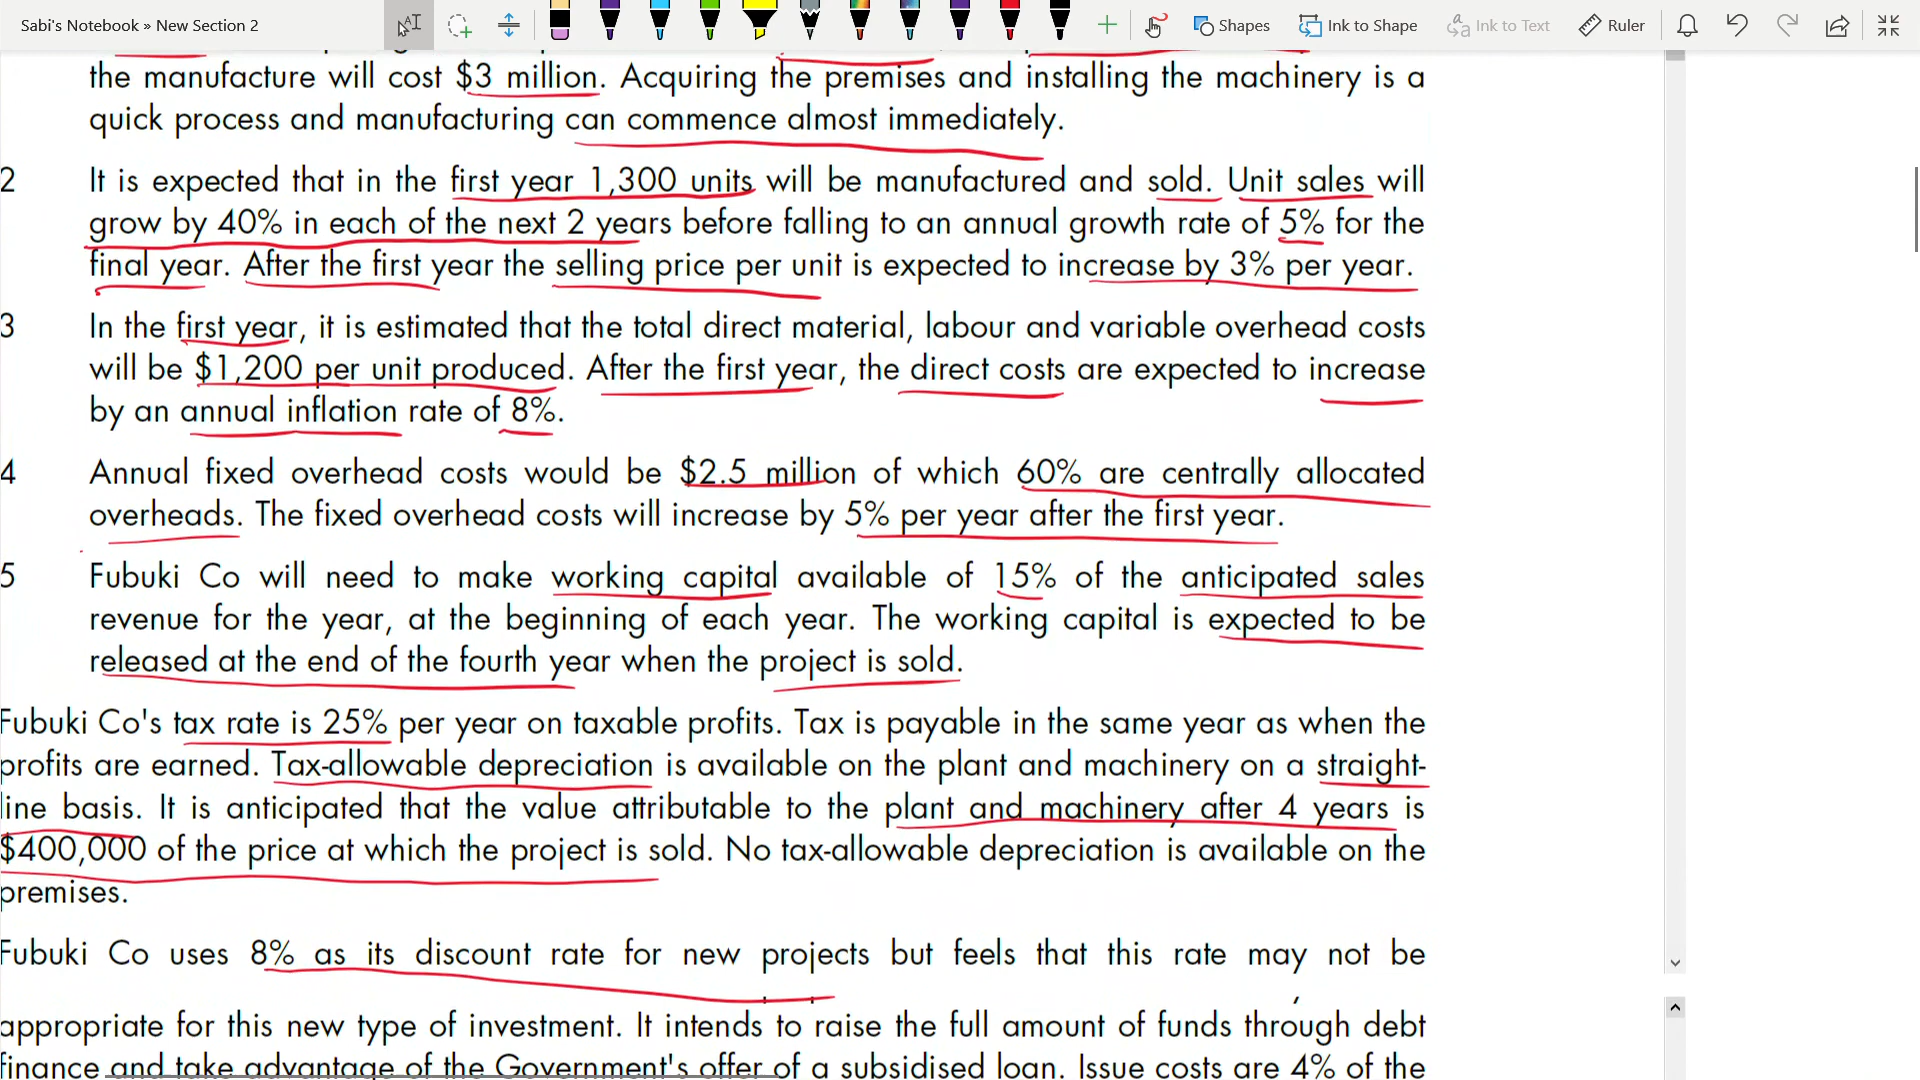 Sabi's Notebook » New Section 2
Shapes
Ink to Shape
Ink to Text
Ruler
the manufacture will cost $3 million. Acquiring the premises and installing the machinery is a
quick process and manufacturing can commence almost immediately.
2 It is expected that in the first year 1,300 units will be manufactured and sold. Unit sales will
grow by 40% in each of the next 2 years before falling to an annual growth rate of 5% for the
final year. After the first year the selling price per unit is expected to increase by 3% per year.
3 In the first year, it is estimated that the total direct material, labour and variable overhead costs
will be $1,200 per unit produced. After the first year, the direct costs are expected to increase
by an annual inflation rate of 8%.
4 Annual fixed overhead costs would be $2.5 million of which 60% are centrally allocated
overheads. The fixed overhead costs will increase by 5% per year after the first year.
5 Fubuki Co will need to make working capital available of 15% of the anticipated sales
revenue for the year, at the beginning of each year. The working capital is expected to be
released at the end of the fourth year when the project is sold.
Fubuki Co's tax rate is 25% per year on taxable profits. Tax is payable in the same year as when the
profits are earned. Tax-allowable depreciation is available on the plant and machinery on a straight-
line basis. It is anticipated that the value attributable to the plant and machinery after 4 years is
$400,000 of the price at which the project is sold. No tax-allowable depreciation is available on the
premises.
Fubuki Co uses 8% as its discount rate for new projects but feels that this rate may not be
appropriate for this new type of investment. It intends to raise the full amount of funds through debt
finance and take advantage of the Government's offer of a subsidised loan. Issue costs are 4% of the